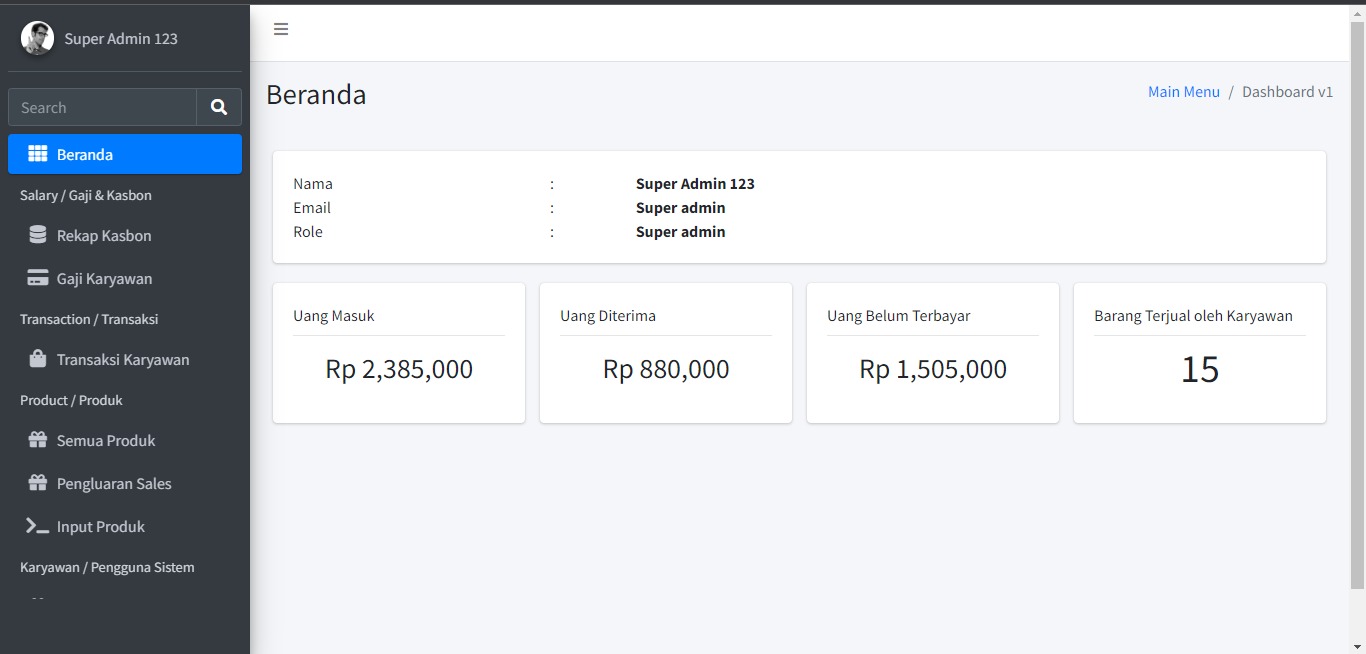 Super Admin 123
Search
Beranda
Salary / Gaji & Kasbon
Rekap Kasbon
Gaji Karyawan
Transaction / Transaksi
Transaksi Karyawan
Product / Produk
Semua Produk
Pengluaran Sales
Input Produk
Karyawan / Pengguna Sistem
Beranda
Main Menu / Dashboard v1
Nama : Super Admin 123
Email : Super admin
Role : Super admin
Uang Masuk
Rp 2,385,000
Uang Diterima
Rp 880,000
Uang Belum Terbayar
Rp 1,505,000
Barang Terjual oleh Karyawan
15